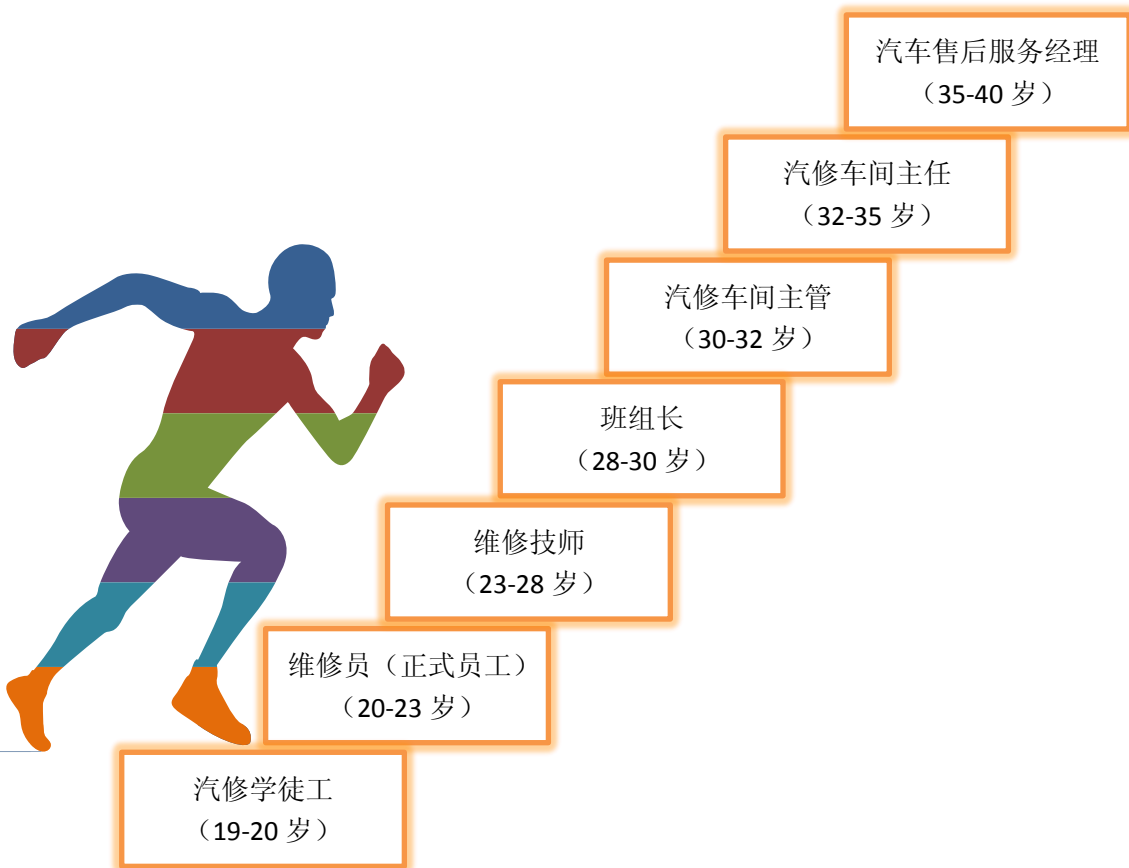 汽车售后服务经理
（35-40 岁）
汽修车间主任
（32-35 岁）
汽修车间主管
（30-32 岁）
班组长
（28-30 岁）
维修技师
（23-28 岁）
维修员（正式员工）
（20-23 岁）
汽修学徒工
（19-20 岁）